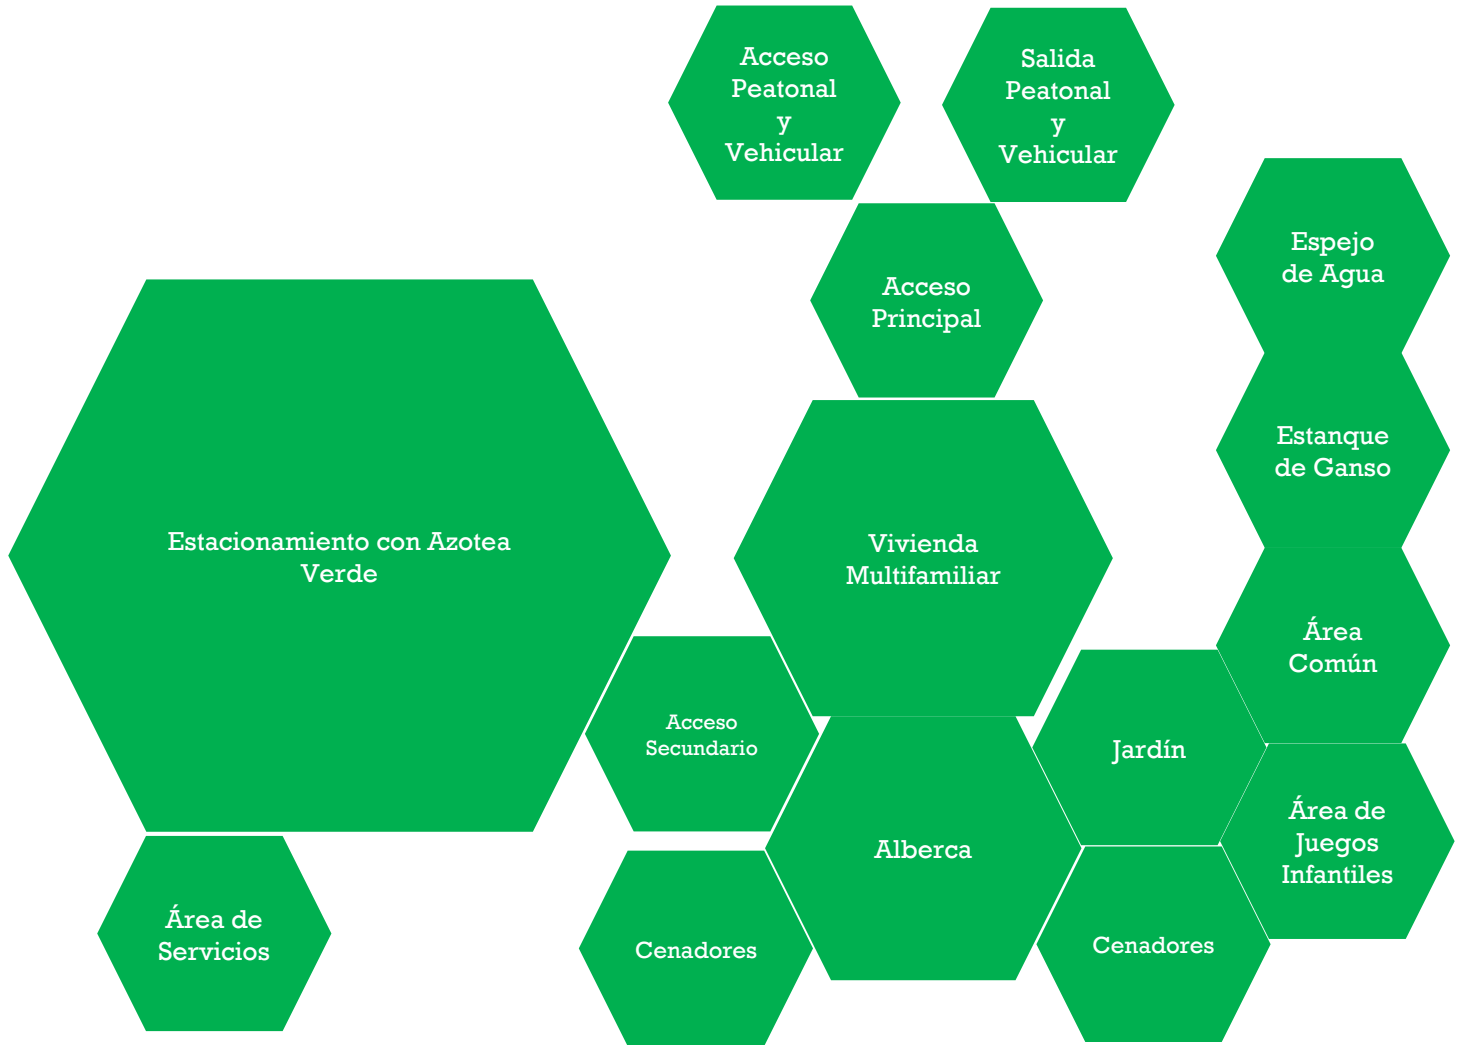 Acceso
Peatonal
y
Vehicular
Salida
Peatonal
y
Vehicular
Espejo
de Agua
Acceso
Principal
Estanque
de Ganso
Estacionamiento con Azotea
Verde
Vivienda
Multifamiliar
Área
Común
Acceso
Secundario
Jardín
Área de
Juegos
Infantiles
Alberca
Área de
Servicios
Cenadores
Cenadores